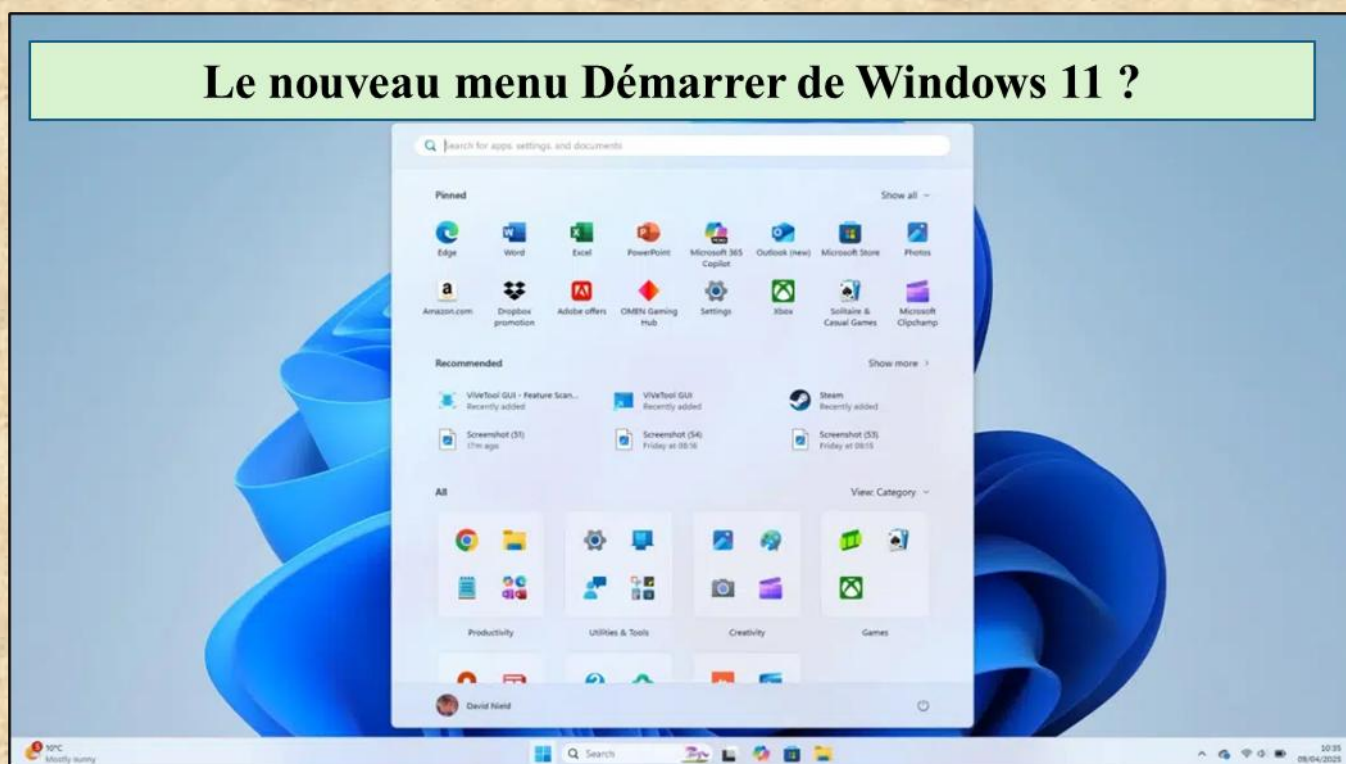 Le nouveau menu Démarrer de Windows 11 ?
Search for apps, settings, and documents
Pinned
Show all
Edge
Word
Excel
PowerPoint
Microsoft 365
Copilot
Outlook (new)
Microsoft Store
Photos
Amazon.com
Dropbox
promotion
Adobe offers
OMEN Gaming
Hub
Settings
Xbox
Solitaire &
Casual Games
Microsoft
Clipchamp
Recommended
Show more
ViVeTool GUI - Feature Scan...
Recently added
ViVeTool GUI
Recently added
Steam
Recently added
Screenshot (51)
17m ago
Screenshot (54)
Friday at 08:16
Screenshot (53)
Friday at 08:15
All
View: Category
Productivity
Utilities & Tools
Creativity
Games
David Nield
10°C
Mostly sunny
Search
10:35
09/04/2025